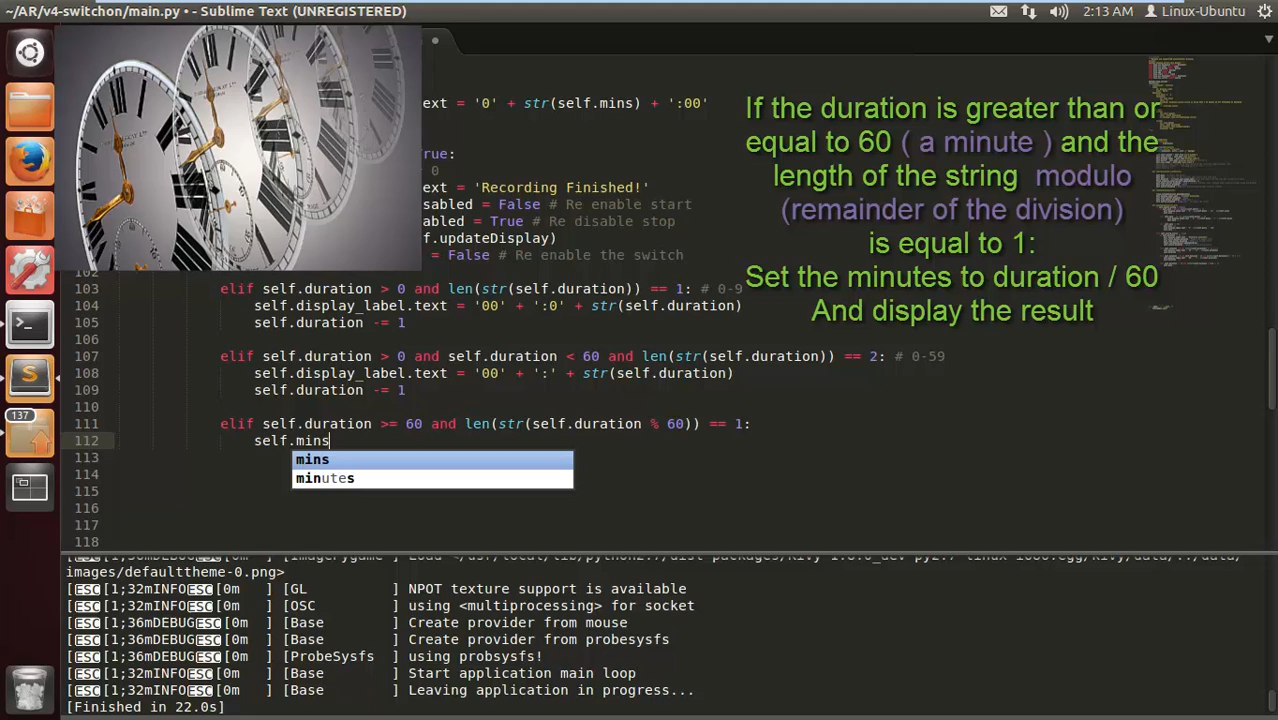 ~/AR/v4-switchon/main.py • - Sublime Text (UNREGISTERED)
2:13 AM
Linux-Ubuntu
ext = '0' + str(self.mins) + ':00'
rue:
0
ext = 'Recording Finished!'
sabled = False # Re enable start
abled = True # Re disable stop
f.updateDisplay)
= False # Re enable the switch
If the duration is greater than or
equal to 60 ( a minute ) and the
length of the string modulo
(remainder of the division)
is equal to 1:
Set the minutes to duration / 60
And display the result
102
103 elif self.duration > 0 and len(str(self.duration)) == 1: # 0-9
104 self.display_label.text = '00' + ':0' + str(self.duration)
105 self.duration -= 1
107 elif self.duration > 0 and self.duration < 60 and len(str(self.duration)) == 2: # 0-59
108 self.display_label.text = '00' + ':' + str(self.duration)
109 self.duration -= 1
110
111 elif self.duration >= 60 and len(str(self.duration % 60)) == 1:
112 self.mins
113
mins
114
minutes
115
116
117
118
137
images/defaulttheme-0.png>
[ESC[1;32mINFOESC[0m ] [GL ] NPOT texture support is available
[ESC[1;32mINFOESC[0m ] [OSC ] using <multiprocessing> for socket
[ESC[1;36mDEBUGESC[0m ] [Base ] Create provider from mouse
[ESC[1;36mDEBUGESC[0m ] [Base ] Create provider from probesysfs
[ESC[1;36mDEBUGESC[0m ] [ProbeSysfs ] using probsysfs!
[ESC[1;32mINFOESC[0m ] [Base ] Start application main loop
[ESC[1;32mINFOESC[0m ] [Base ] Leaving application in progress...
[Finished in 22.0s]